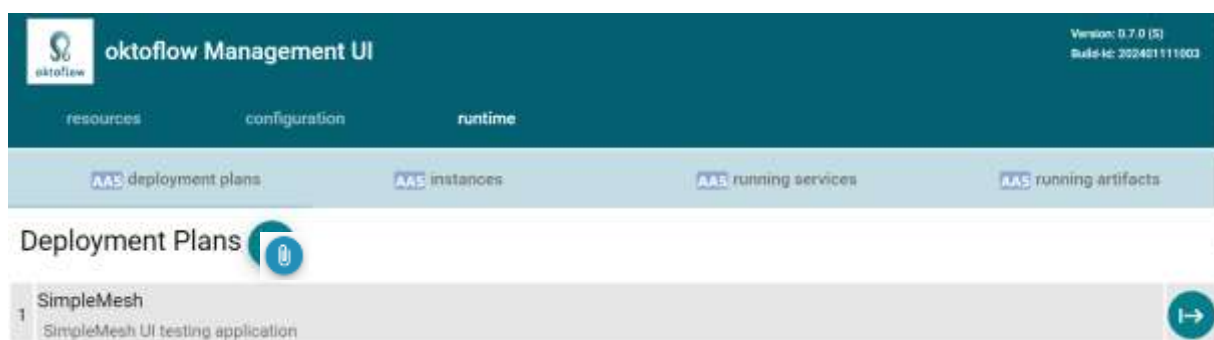 oktoflow Management UI
Version: 0.7.0 (S)
Build-Id: 202401111003
oktoflow
resources configuration runtime
AAS deployment plans AAS instances AAS running services AAS running artifacts
Deployment Plans
1 SimpleMesh
SimpleMesh UI testing application